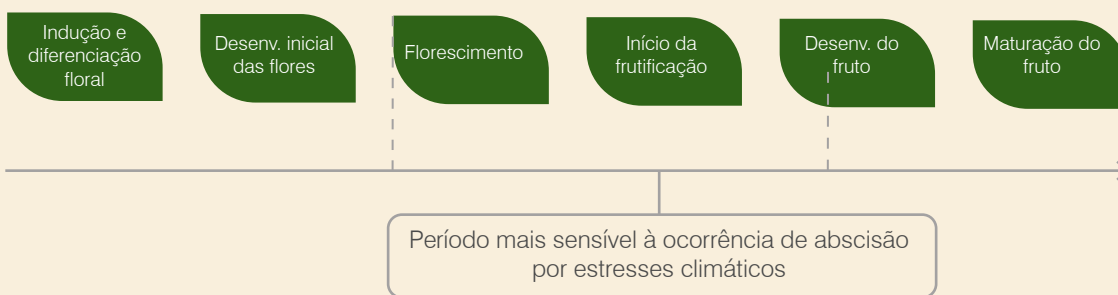 Indução e
diferenciação
floral
Desenv. inicial
das flores
Florescimento
Início da
frutificação
Desenv. do
fruto
Maturação do
fruto
Período mais sensível à ocorrência de abscisão
por estresses climáticos